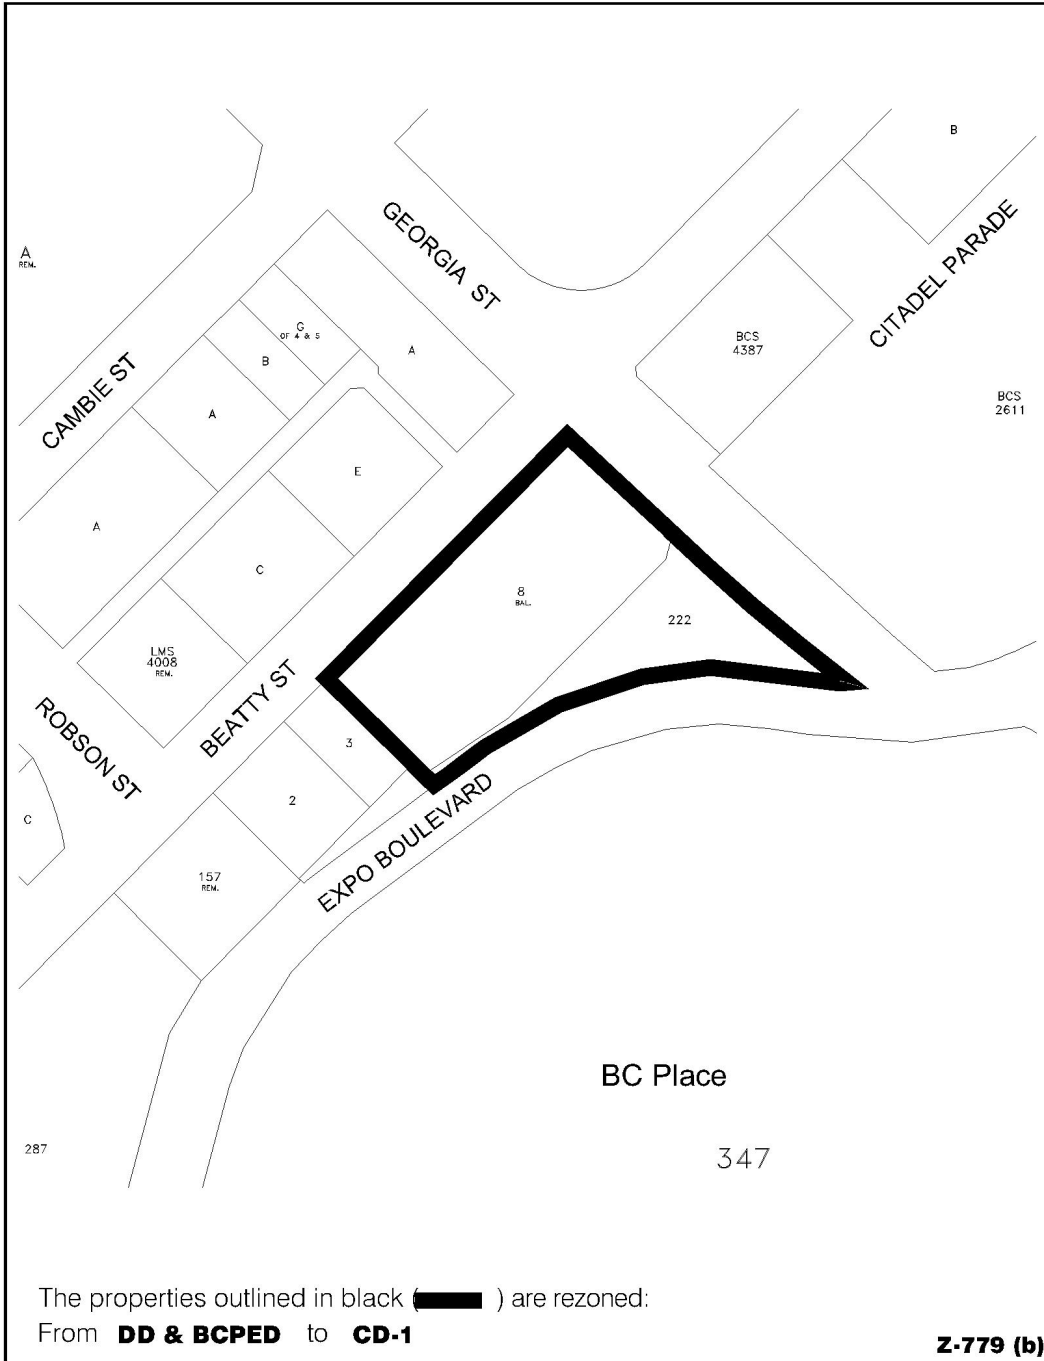 B
GEORGIA ST
CITADEL PARADE
A
REM.
G
OF 4 & 5
A
BCS
4387
B
CAMBIE ST
BCS
2611
A
E
A
C
8
BAL.
222
LMS
4008
REM.
BEATTY ST
ROBSON ST
3
2
C
EXPO BOULEVARD
157
REM.
BC Place
287
347
The properties outlined in black ( ) are rezoned:
From DD & BCPED to CD-1
Z-779 (b)